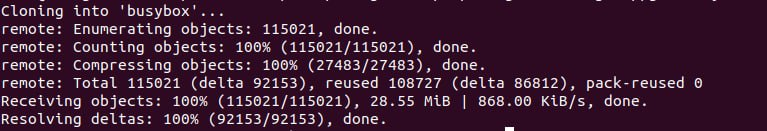 Cloning into 'busybox'...
remote: Enumerating objects: 115021, done.
remote: Counting objects: 100% (115021/115021), done.
remote: Compressing objects: 100% (27483/27483), done.
remote: Total 115021 (delta 92153), reused 108727 (delta 86812), pack-reused 0
Receiving objects: 100% (115021/115021), 28.55 MiB | 868.00 KiB/s, done.
Resolving deltas: 100% (92153/92153), done.